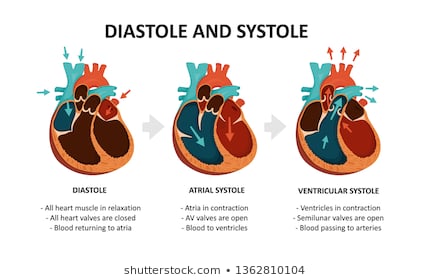 DIASTOLE AND SYSTOLE
DIASTOLE
- All heart muscle in relaxation
- All heart valves are closed
- Blood returning to atria
ATRIAL SYSTOLE
- Atria in contraction
- AV valves are open
- Blood to ventricles
VENTRICULAR SYSTOLE
- Ventricles in contraction
- Semilunar valves are open
- Blood passing to arteries
shutterstock.com • 1362810104